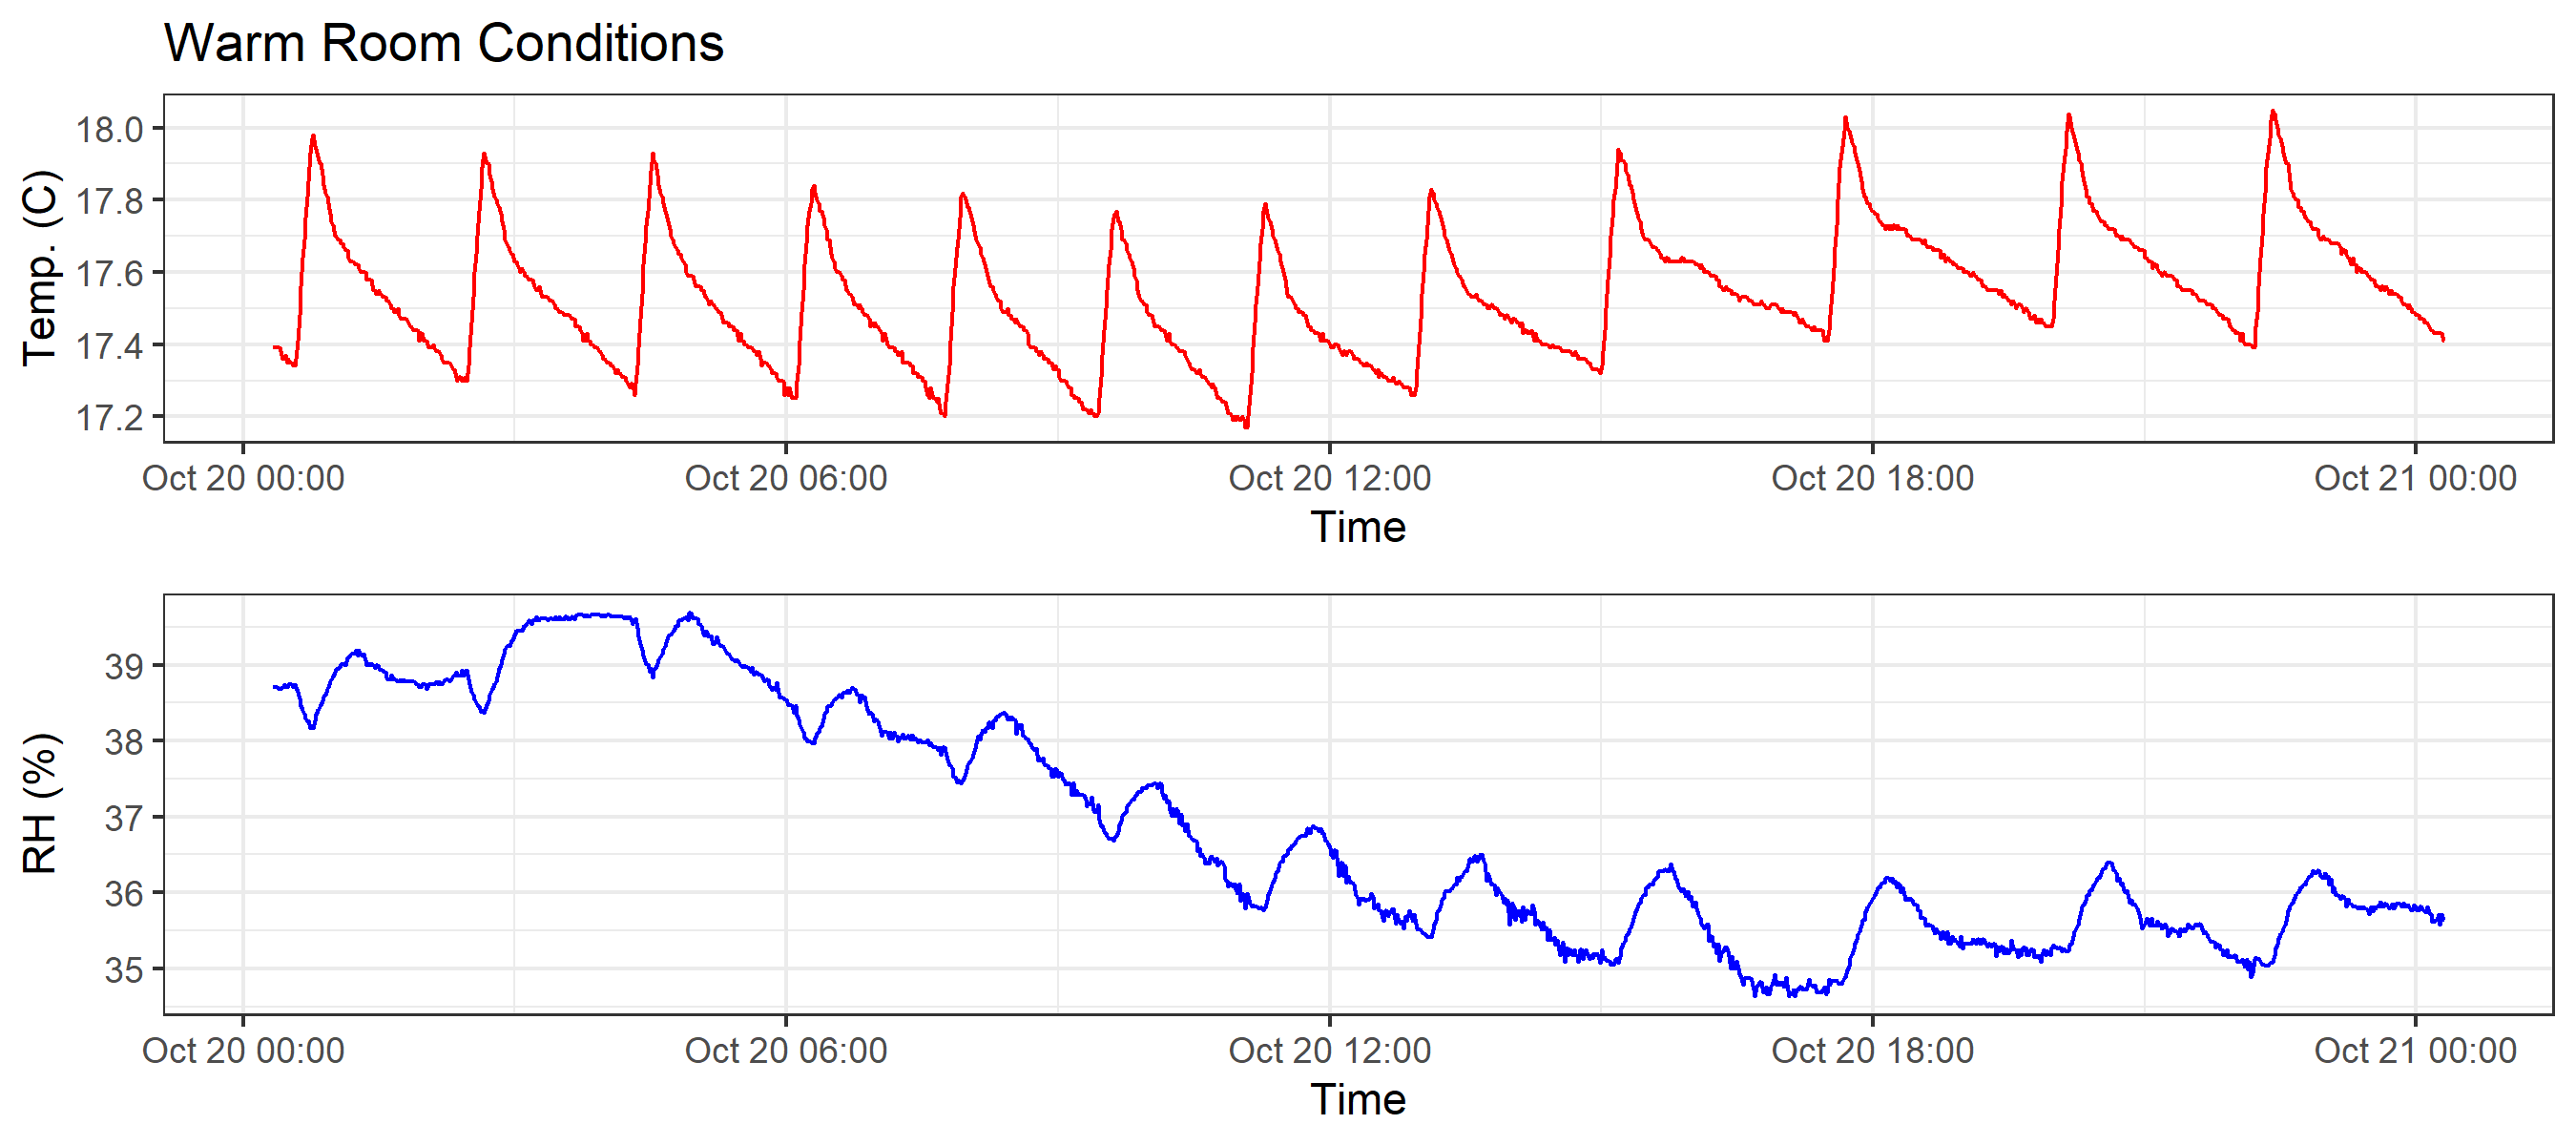 Warm Room Conditions
Temp. (C)
18.0
17.8
17.6
17.4
17.2
Oct 20 00:00 Oct 20 06:00 Oct 20 12:00 Oct 20 18:00 Oct 21 00:00
Time
RH (%)
39
38
37
36
35
Oct 20 00:00 Oct 20 06:00 Oct 20 12:00 Oct 20 18:00 Oct 21 00:00
Time